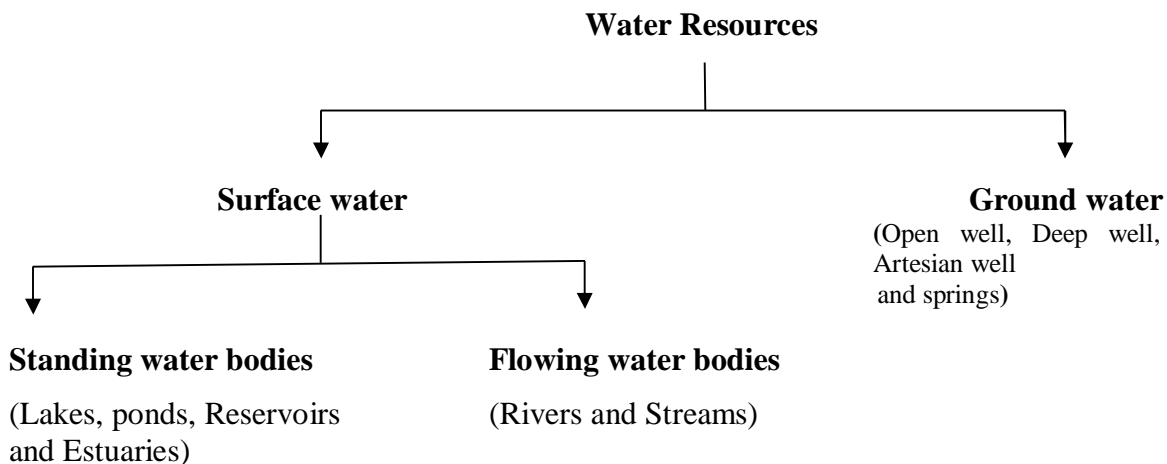 Water Resources
Surface water
Ground water
(Open well, Deep well,
Artesian well
and springs)
Standing water bodies
(Lakes, ponds, Reservoirs
and Estuaries)
Flowing water bodies
(Rivers and Streams)